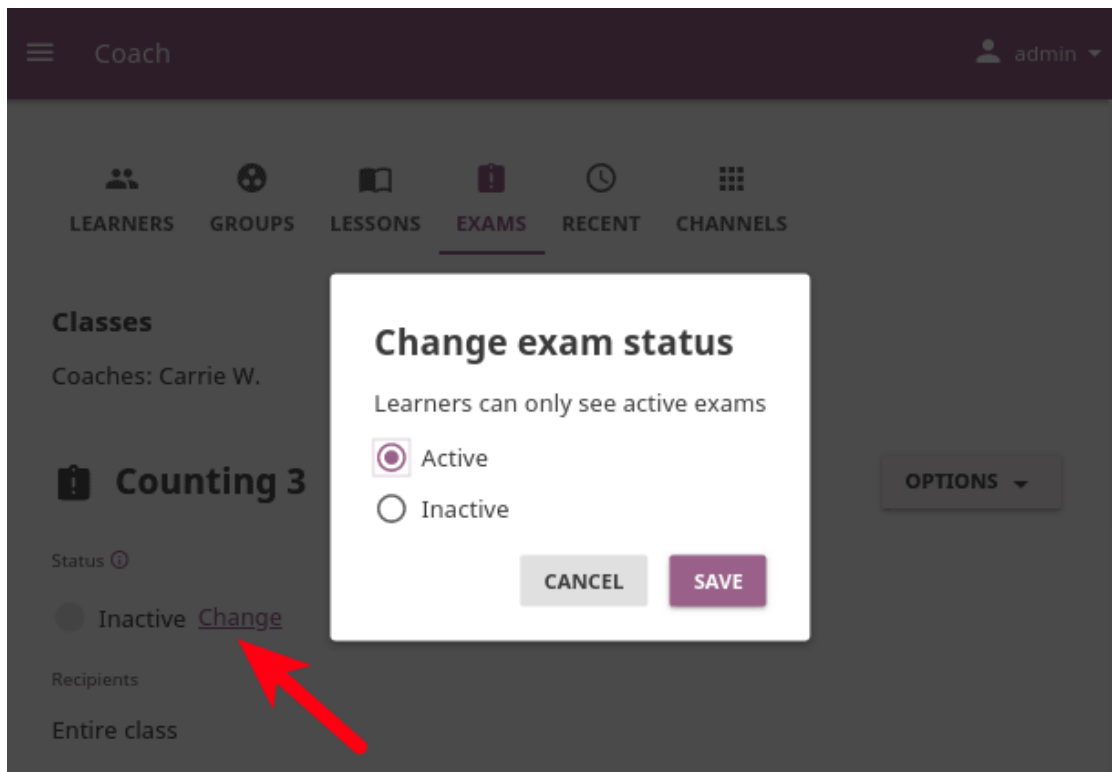 Coach
admin
LEARNERS GROUPS LESSONS EXAMS RECENT CHANNELS
Classes
Coaches: Carrie W.
Change exam status
Learners can only see active exams
Active
Inactive
CANCEL SAVE
Counting 3
OPTIONS
Status
Inactive Change
Recipients
Entire class